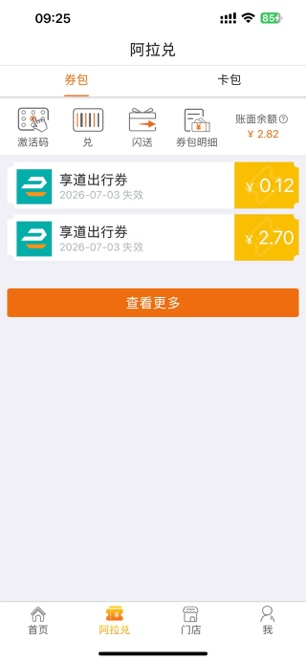 09:25
85
阿拉兑
券包
卡包
激活码
兑
闪送
券包明细
账面余额
¥ 2.82
享道出行券
2026-07-03 失效
¥ 0.12
享道出行券
2026-07-03 失效
¥ 2.70
查看更多
首页
阿拉兑
门店
我